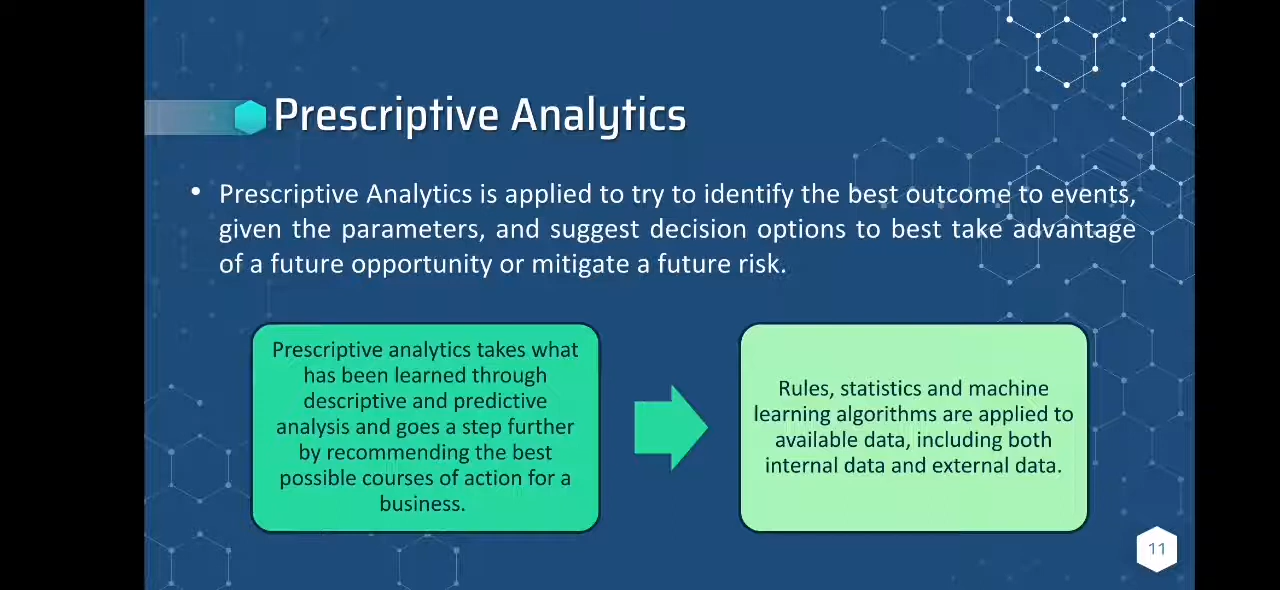 Prescriptive Analytics
• Prescriptive Analytics is applied to try to identify the best outcome to events,
given the parameters, and suggest decision options to best take advantage
of a future opportunity or mitigate a future risk.
Prescriptive analytics takes what
has been learned through
descriptive and predictive
analysis and goes a step further
by recommending the best
possible courses of action for a
business.
Rules, statistics and machine
learning algorithms are applied to
available data, including both
internal data and external data.
11